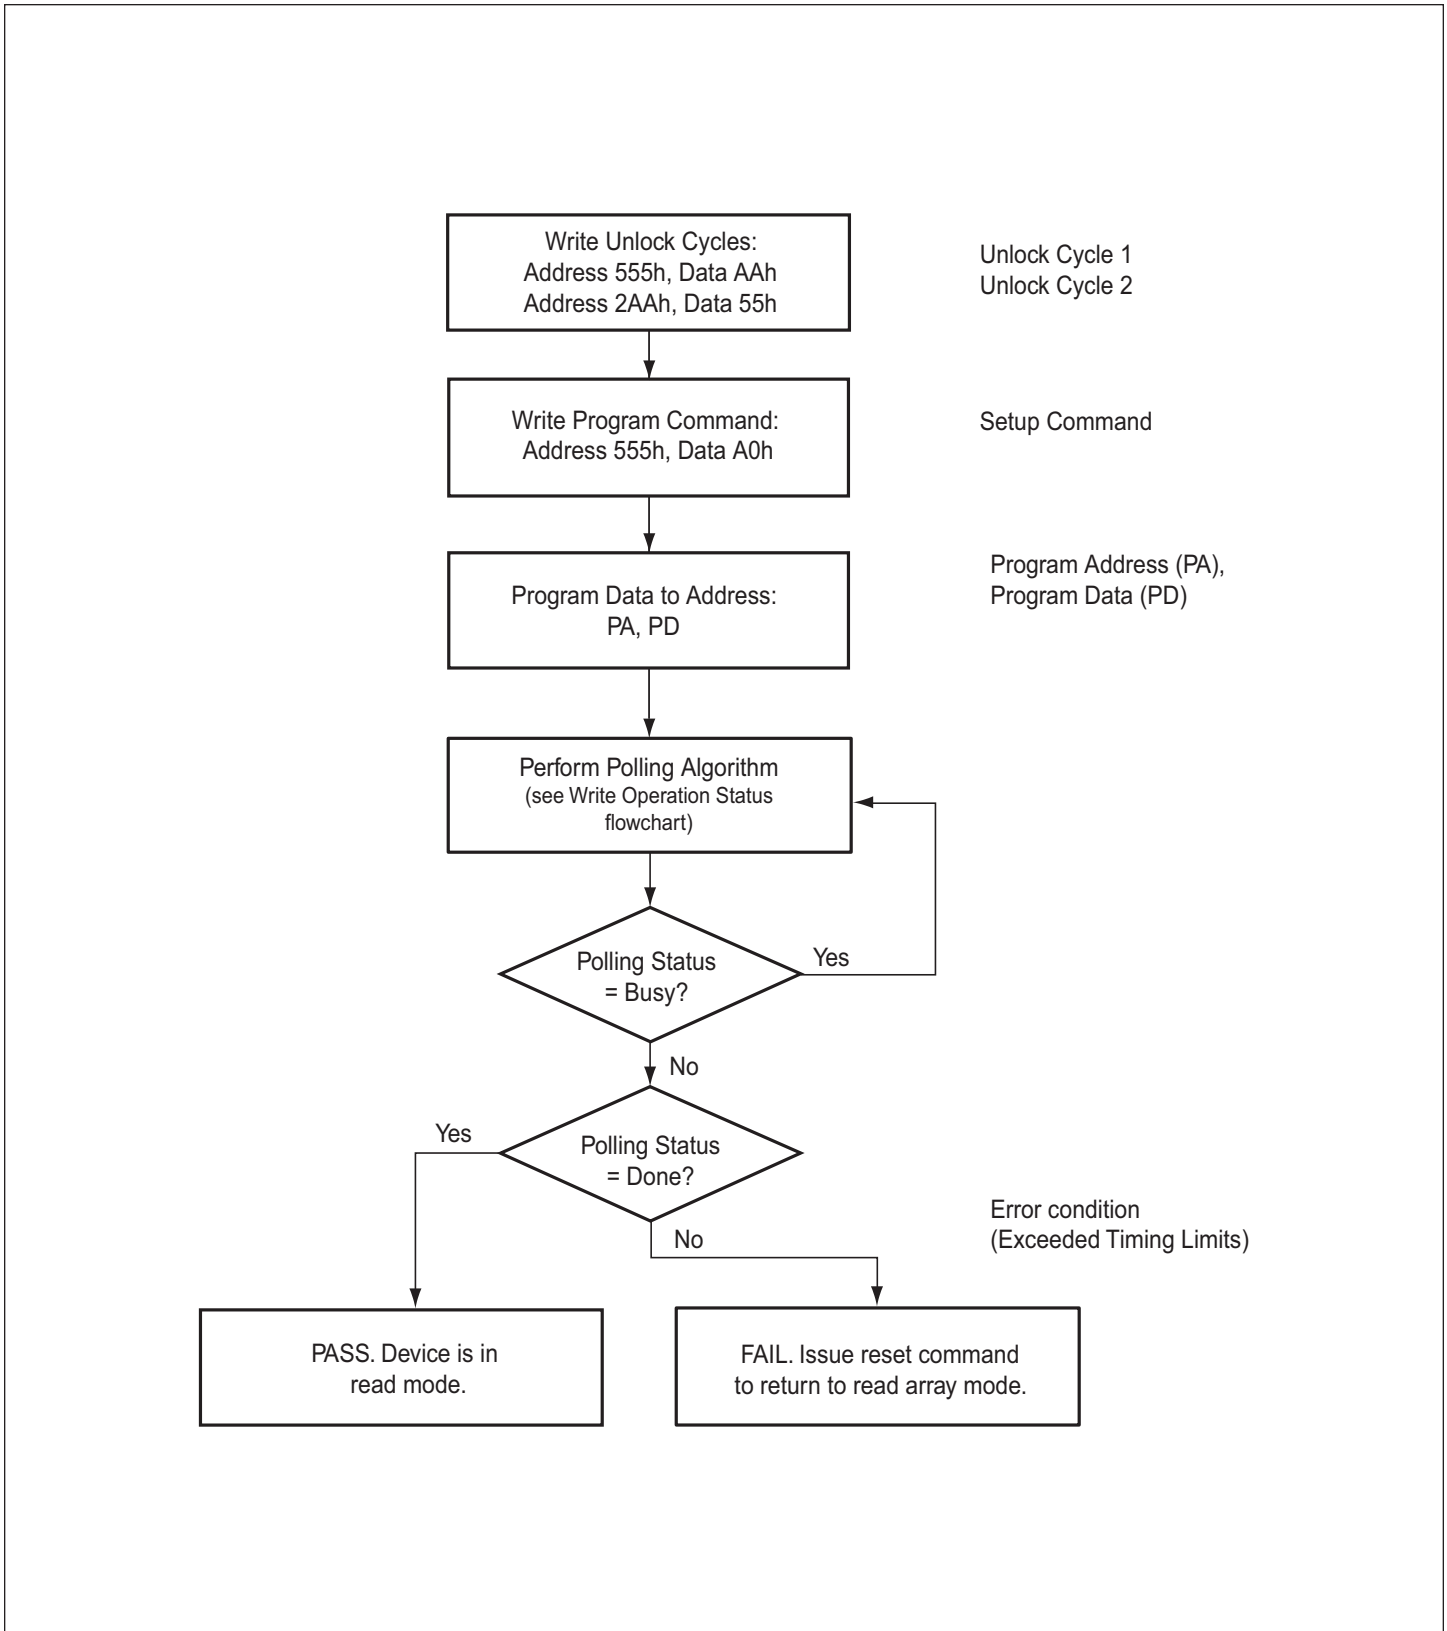 Write Unlock Cycles:
Address 555h, Data AAh
Address 2AAh, Data 55h
Unlock Cycle 1
Unlock Cycle 2
Write Program Command:
Address 555h, Data A0h
Setup Command
Program Data to Address:
PA, PD
Program Address (PA),
Program Data (PD)
Perform Polling Algorithm
(see Write Operation Status
flowchart)
Polling Status
= Busy?
Yes
No
Polling Status
= Done?
Yes
No
Error condition
(Exceeded Timing Limits)
PASS. Device is in
read mode.
FAIL. Issue reset command
to return to read array mode.